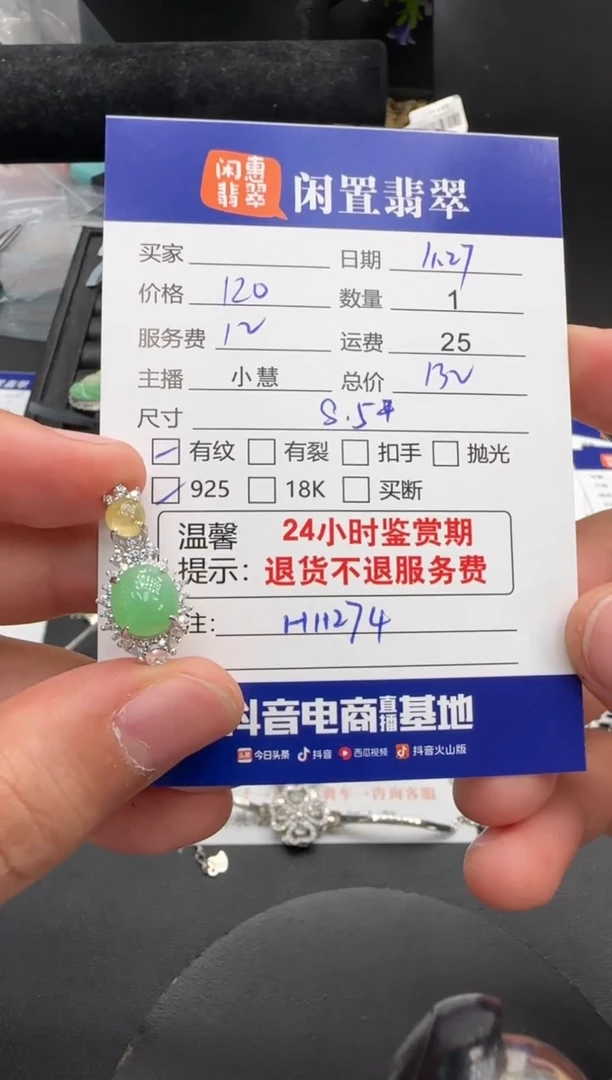 闲惠
翡翠
闲置翡翠
买家 日期 11.27
价格 120 数量 1
服务费 12 运费 25
主播 小慧 总价 132
尺寸 8.5
有纹 有裂 扣手 抛光
925 18K 买断
温馨 24小时鉴赏期
提示: 退货不退服务费
注: H11274
抖音电商直播基地
头条 今日头条 抖音 西瓜视频 抖音火山版